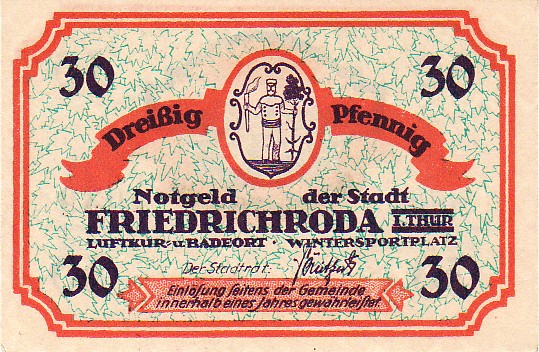 30 30
Dreißig Pfennig
Notgeld der Stadt
FRIEDRICHRODA I. THÜR
LUFTKUR- u. BADEORT · WINTERSPORTPLATZ
Der Stadtrat:
30 30
Einlösung seitens der Gemeinde
innerhalb eines Jahres gewährleistet